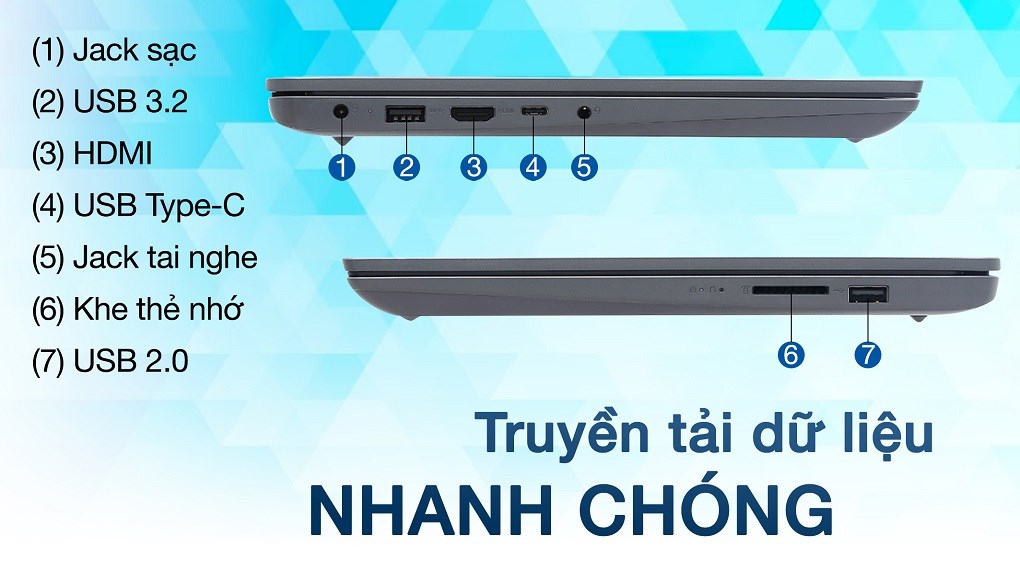 (1) Jack sạc
(2) USB 3.2
(3) HDMI
(4) USB Type-C
(5) Jack tai nghe
(6) Khe thẻ nhớ
(7) USB 2.0
1 2 3 4 5
6 7
Truyền tải dữ liệu
NHANH CHÓNG